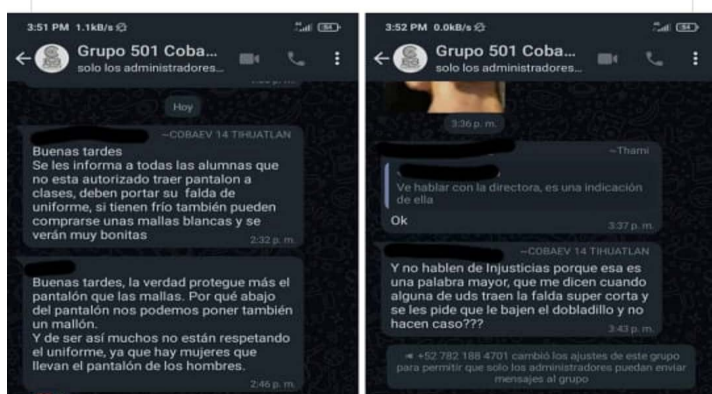 3:51 PM 1.1kB/s
54
Grupo 501 Coba...
solo los administradores...
Hoy
~COBAEV 14 TIHUATLAN
Buenas tardes
Se les informa a todas las alumnas que
no esta autorizado traer pantalon a
clases, deben portar su falda de
uniforme, si tienen frío también pueden
comprarse unas mallas blancas y se
verán muy bonitas
2:32 p. m.
Buenas tardes, la verdad protegue más el
pantalón que las mallas. Por qué abajo
del pantalón nos podemos poner también
un mallón.
Y de ser así muchos no están respetando
el uniforme, ya que hay mujeres que
llevan el pantalón de los hombres.
2:46 p. m.
3:52 PM 0.0kB/s
54
Grupo 501 Coba...
solo los administradores...
3:36 p. m.
~Thami
Ve hablar con la directora, es una indicación
de ella
Ok
3:37 p. m.
~COBAEV 14 TIHUATLAN
Y no hablen de Injusticias porque esa es
una palabra mayor, que me dicen cuando
alguna de uds traen la falda super corta y
se les pide que le bajen el dobladillo y no
hacen caso???
3:43 p. m.
+52 782 188 4701 cambió los ajustes de este grupo
para permitir que solo los administradores puedan enviar
mensajes al grupo